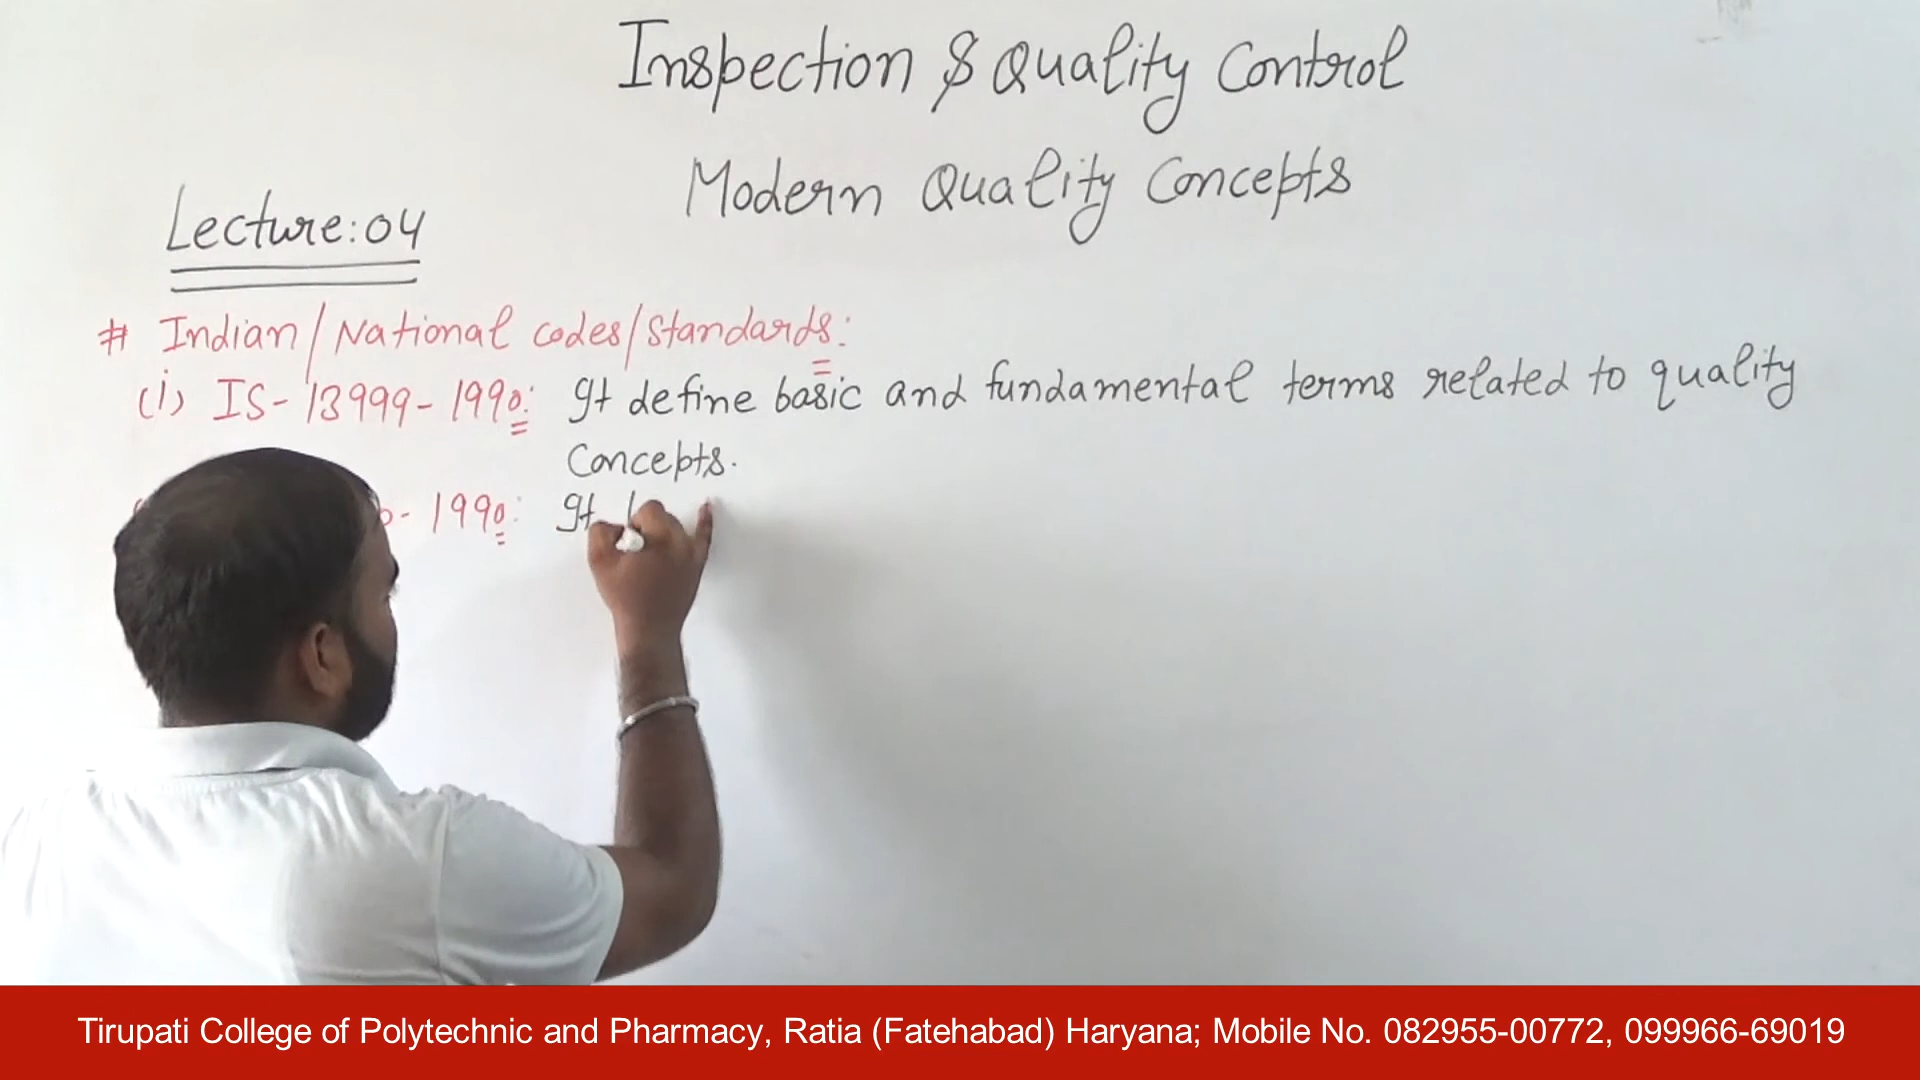 Inspection & Quality Control
Modern Quality Concepts
Lecture:04
# Indian/National codes/standards:
(i) IS-13999-1990: It define basic and fundamental terms related to quality
Concepts.
- 1990: It
Tirupati College of Polytechnic and Pharmacy, Ratia (Fatehabad) Haryana; Mobile No. 082955-00772, 099966-69019